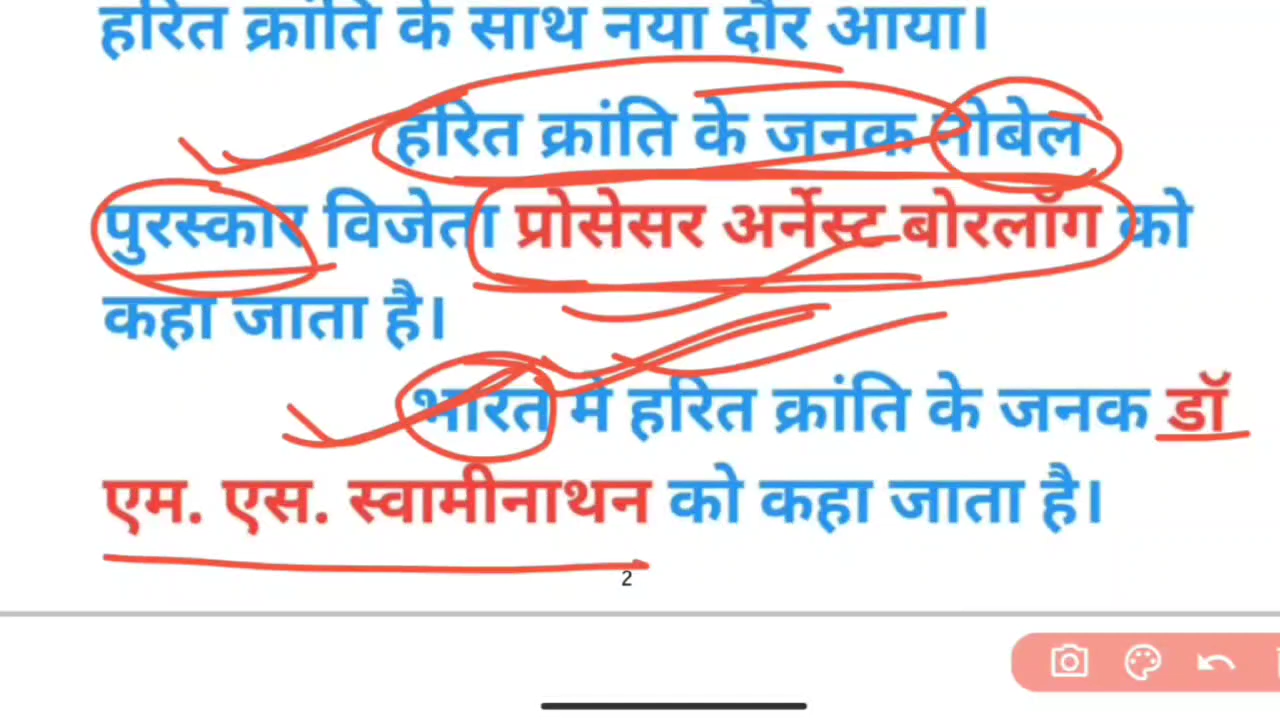 हरित क्रांति के साथ नया दौर आया।
हरित क्रांति के जनक नोबेल
पुरस्कार विजेता प्रोसेसर अर्नेस्ट बोरलॉग को
कहा जाता है।
भारत मे हरित क्रांति के जनक डॉ
एम. एस. स्वामीनाथन को कहा जाता है।
2